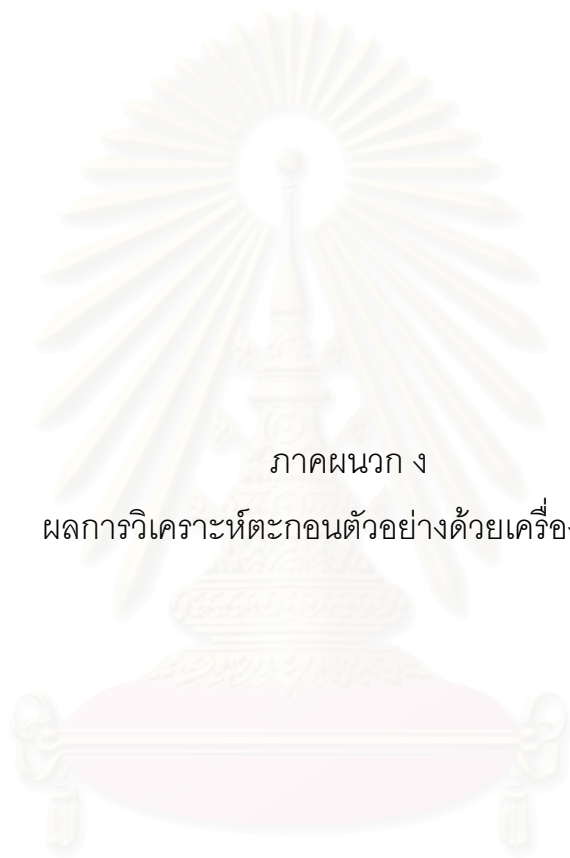 ภาคผนวก ง
ผลการวิเคราะห์ตะกอนตัวอย่างด้วยเครื่อง